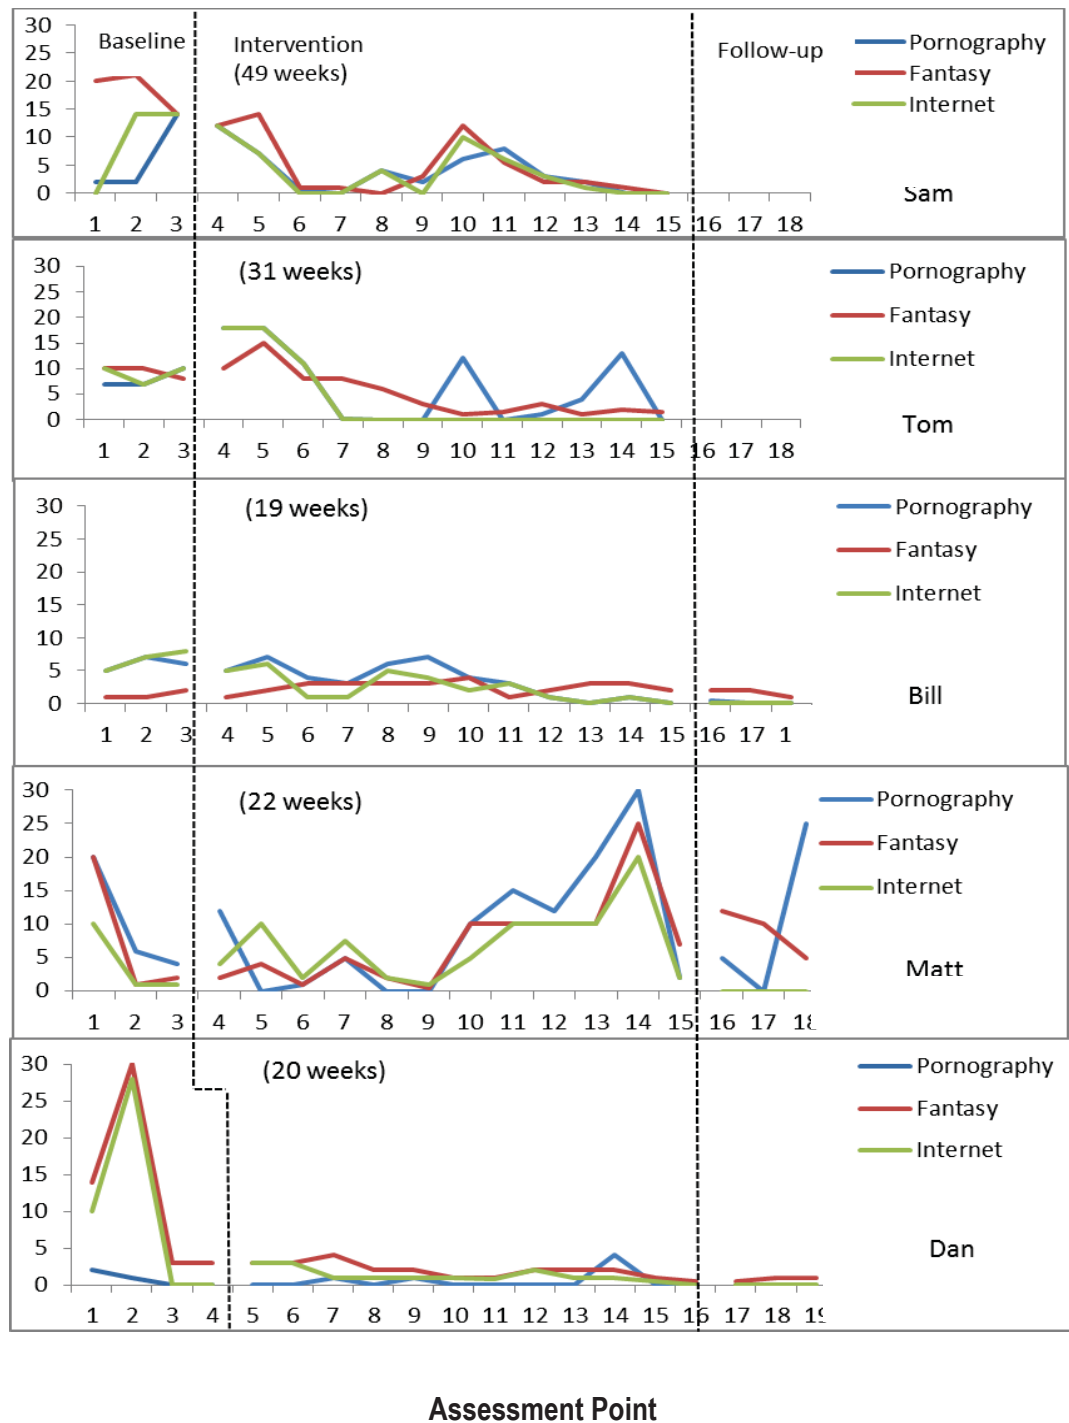 30
25
20
15
10
5
0
Baseline
Intervention
(49 weeks)
Follow-up
Pornography
Fantasy
Internet
Sam
1 2 3 4 5 6 7 8 9 10 11 12 13 14 15 16 17 18
30
25
20
15
10
5
0
(31 weeks)
Pornography
Fantasy
Internet
Tom
1 2 3 4 5 6 7 8 9 10 11 12 13 14 15 16 17 18
30
25
20
15
10
5
0
(19 weeks)
Pornography
Fantasy
Internet
Bill
1 2 3 4 5 6 7 8 9 10 11 12 13 14 15 16 17 1
30
25
20
15
10
5
0
(22 weeks)
Pornography
Fantasy
Internet
Matt
1 2 3 4 5 6 7 8 9 10 11 12 13 14 15 16 17 18
30
25
20
15
10
5
0
(20 weeks)
Pornography
Fantasy
Internet
Dan
1 2 3 4 5 6 7 8 9 10 11 12 13 14 15 16 17 18 19
Assessment Point